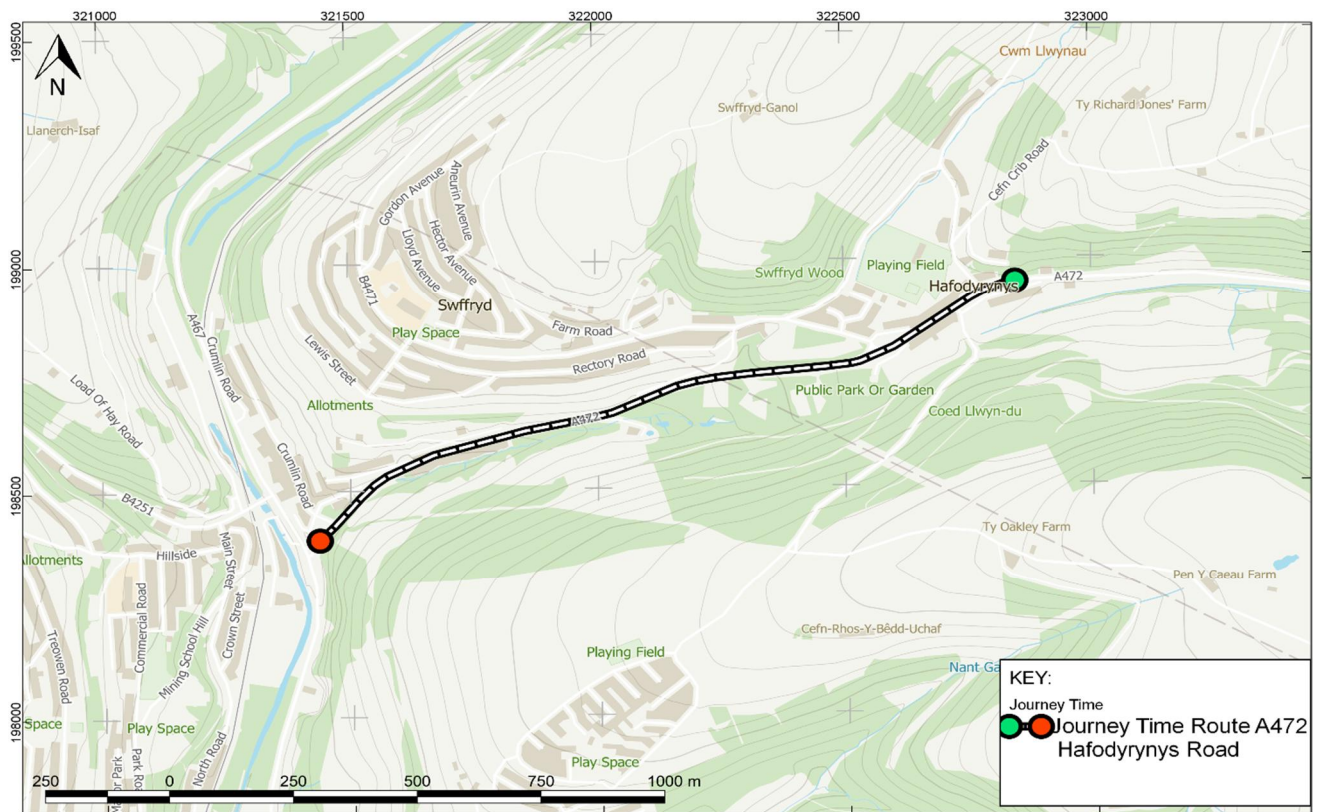 321000
321500
322000
322500
323000
199500
199000
198500
198000
N
Cwm Llwynau
Swffryd-Ganol
Ty Richard Jones' Farm
Llanerch-Isaf
Cefn Crib Road
Gordon Avenue
Aneurin Avenue
Hector Avenue
Lloyd Avenue
B4471
Swffryd
Play Space
Swffryd Wood
Playing Field
Hafodyrynys
A472
A467
Crumlin Road
Farm Road
Rectory Road
Lewis Street
Allotments
Public Park Or Garden
Coed Llwyn-du
A472
Load Of Hay Road
Crumlin Road
B4251
Hillside
Main Street
Allotments
Commercial Road
Crown Street
Mining School Hill
Treowen Road
Ty Oakley Farm
Pen Y Caeau Farm
Cefn-Rhos-Y-Bêdd-Uchaf
Playing Field
Nant Ga
Space
Play Space
North Road
Park Ro
or Park
Play Space
KEY:
Journey Time
Journey Time Route A472
Hafodyrynys Road
250 0 250 500 750 1000 m